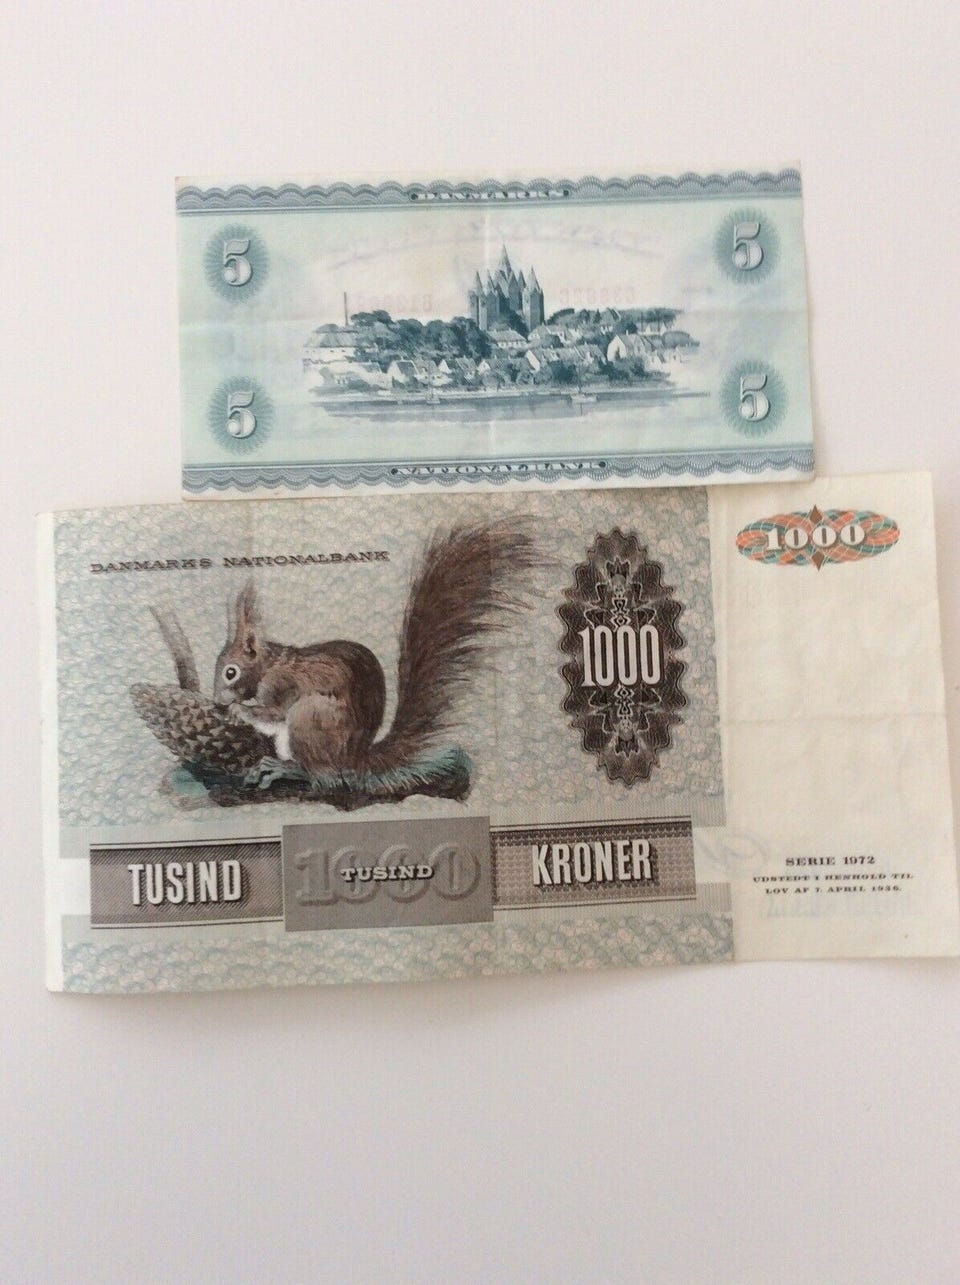 DANMARKS
5 5
5 5
NATIONALBANK
DANMARKS NATIONALBANK
1000
1000
TUSIND 1000 TUSIND KRONER
SERIE 1972
UDSTEDT I HENHOLD TIL
LOV AF 7. APRIL 1936.